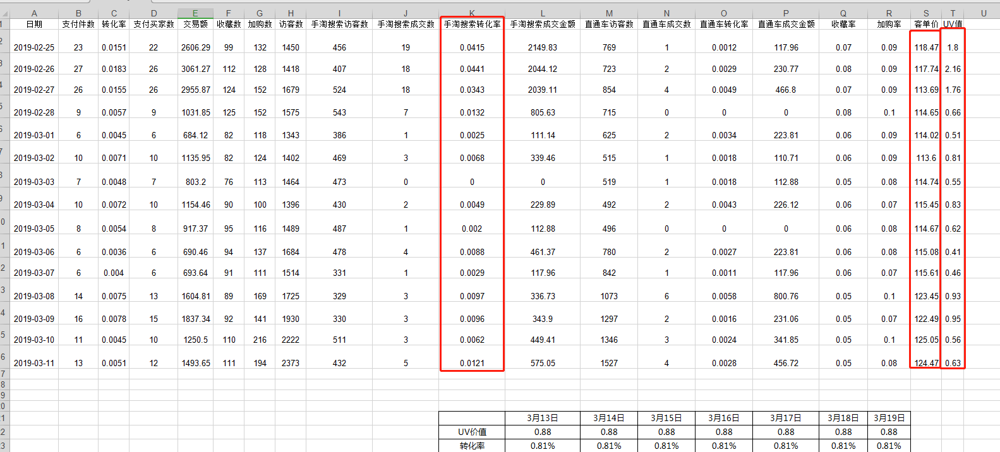 A B C D E F G H I J K L M N O P Q R S T U
1 日期 支付件数 转化率 支付买家数 交易额 收藏数 加购数 访客数 手淘搜索访客数 手淘搜索成交数 手淘搜索转化率 手淘搜索成交金额 直通车访客数 直通车成交数 直通车转化率 直通车成交金额 收藏率 加购率 客单价 UV值
2 2019-02-25 23 0.0151 22 2606.29 99 132 1450 456 19 0.0415 2149.83 769 1 0.0012 117.96 0.07 0.09 118.47 1.8
3 2019-02-26 27 0.0183 26 3061.27 112 128 1418 407 18 0.0441 2044.12 723 2 0.0029 230.77 0.08 0.09 117.74 2.16
4 2019-02-27 26 0.0155 26 2955.87 124 152 1679 524 18 0.0343 2039.11 854 4 0.0049 466.8 0.07 0.09 113.69 1.76
5 2019-02-28 9 0.0057 9 1031.85 125 152 1575 543 7 0.0132 805.63 715 0 0 0 0.08 0.1 114.65 0.66
6 2019-03-01 6 0.0045 6 684.12 82 118 1343 386 1 0.0025 111.14 625 2 0.0034 223.81 0.06 0.09 114.02 0.51
7 2019-03-02 10 0.0071 10 1135.95 82 124 1402 469 3 0.0068 339.46 515 1 0.0018 110.71 0.06 0.09 113.6 0.81
8 2019-03-03 7 0.0048 7 803.2 76 113 1464 473 0 0 0 519 1 0.0018 112.88 0.05 0.08 114.74 0.55
9 2019-03-04 10 0.0072 10 1154.46 90 100 1396 430 2 0.0049 229.89 492 2 0.0043 226.12 0.06 0.07 115.45 0.83
0 2019-03-05 8 0.0054 8 917.37 95 116 1489 487 1 0.002 112.88 496 0 0 0 0.06 0.08 114.67 0.62
1 2019-03-06 6 0.0036 6 690.46 94 137 1684 478 4 0.0088 461.37 780 2 0.0027 223.81 0.06 0.08 115.08 0.41
2 2019-03-07 6 0.004 6 693.64 91 111 1514 331 1 0.0029 117.96 842 1 0.0011 117.96 0.06 0.07 115.61 0.46
3 2019-03-08 14 0.0075 13 1604.81 89 169 1725 329 3 0.0097 336.73 1073 6 0.0058 800.76 0.05 0.1 123.45 0.93
4 2019-03-09 16 0.0078 15 1837.34 92 141 1930 330 3 0.0096 343.9 1297 2 0.0016 231.06 0.05 0.07 122.49 0.95
5 2019-03-10 11 0.0045 10 1250.5 110 216 2222 511 3 0.0062 449.41 1346 3 0.0024 341.85 0.05 0.1 125.05 0.56
6 2019-03-11 13 0.0051 12 1493.65 111 194 2373 432 5 0.0121 575.05 1527 4 0.0028 456.72 0.05 0.08 124.47 0.63
7
8
9
20
21 3月13日 3月14日 3月15日 3月16日 3月17日 3月18日 3月19日
22 UV价值 0.88 0.88 0.88 0.88 0.88 0.88 0.88
23 转化率 0.81% 0.81% 0.81% 0.81% 0.81% 0.81% 0.81%